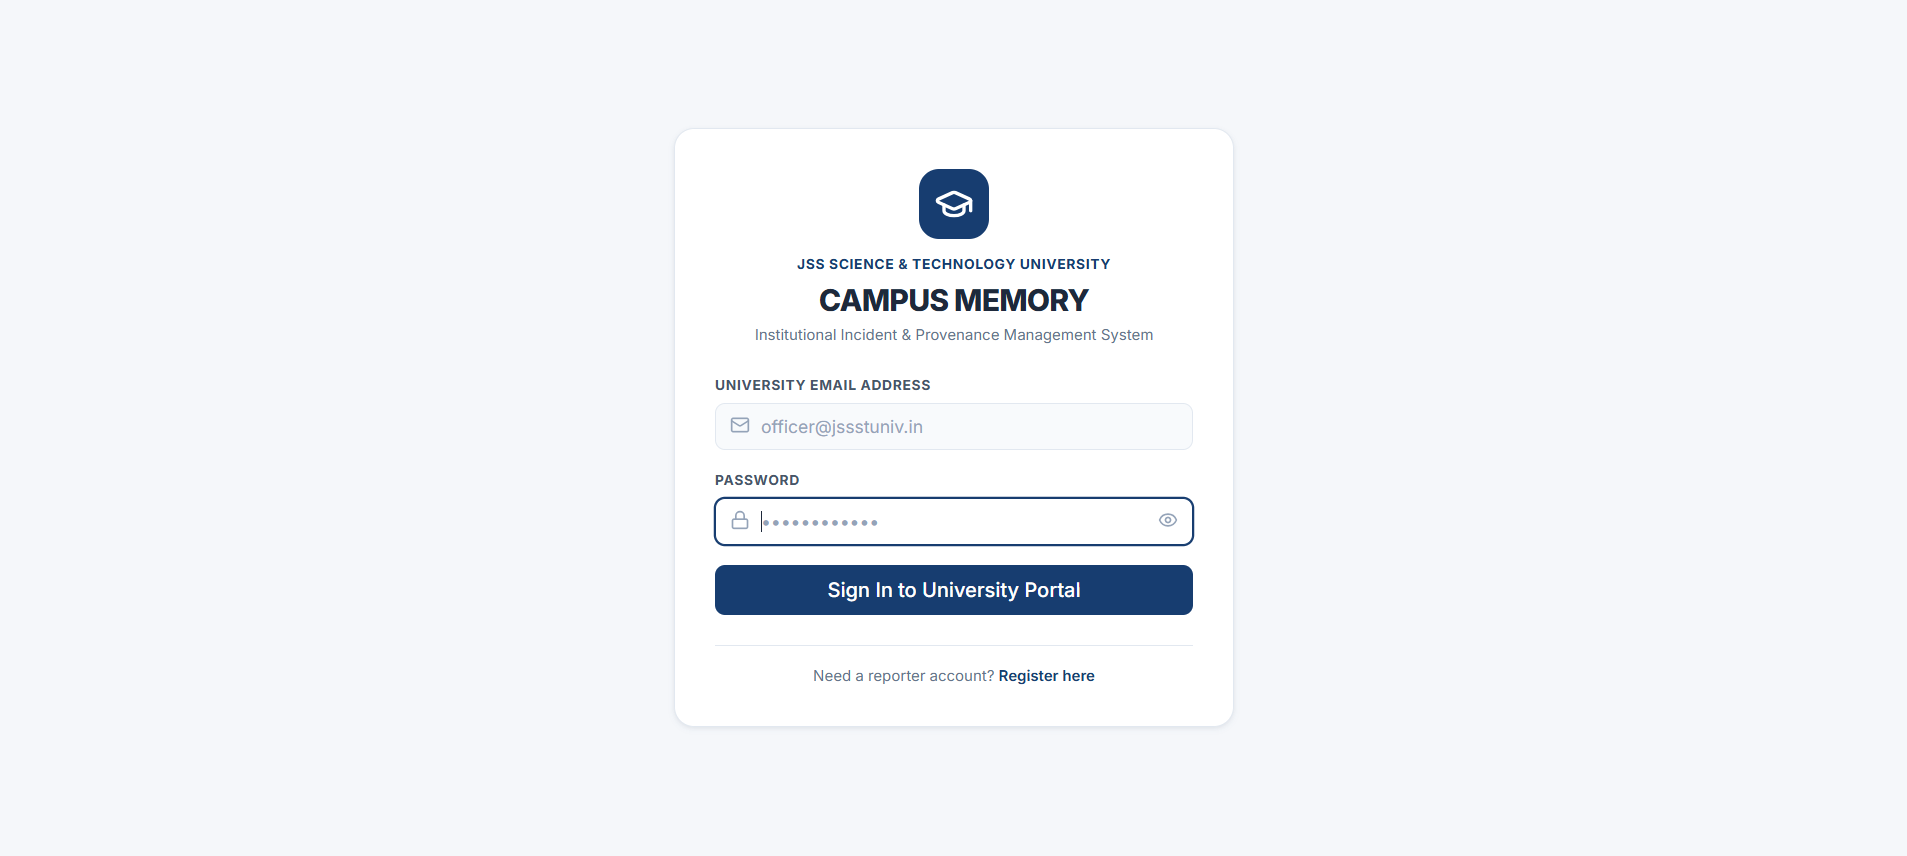 JSS SCIENCE & TECHNOLOGY UNIVERSITY
CAMPUS MEMORY
Institutional Incident & Provenance Management System
UNIVERSITY EMAIL ADDRESS
officer@jssstuniv.in
PASSWORD
••••••••••••
Sign In to University Portal
Need a reporter account? Register here